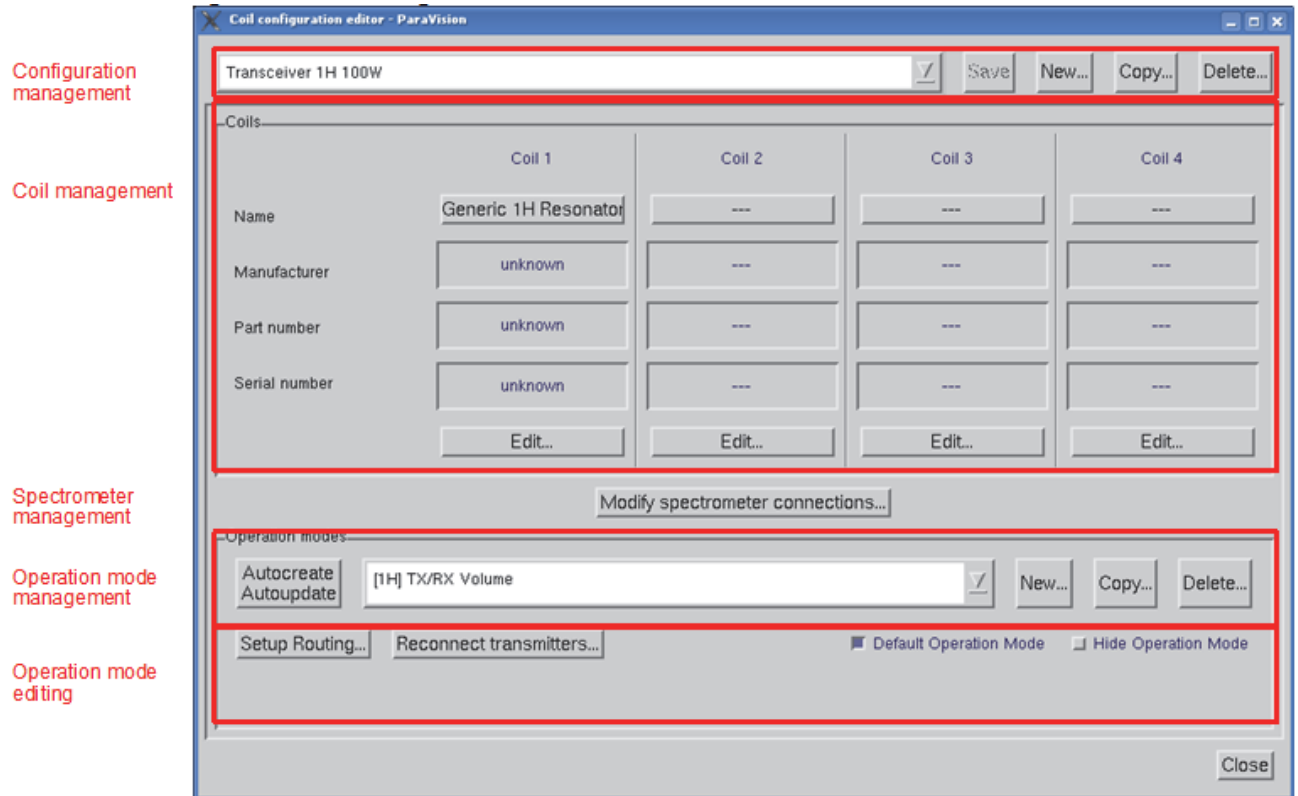 Coil configuration editor - ParaVision
Configuration management
Transceiver 1H 100W
Save
New...
Copy...
Delete...
Coils
Coil management
Coil 1
Coil 2
Coil 3
Coil 4
Name
Generic 1H Resonator
---
---
---
Manufacturer
unknown
---
---
---
Part number
unknown
---
---
---
Serial number
unknown
---
---
---
Edit...
Edit...
Edit...
Edit...
Spectrometer management
Modify spectrometer connections...
Operation modes
Operation mode management
Autocreate
Autoupdate
[1H] TX/RX Volume
New...
Copy...
Delete...
Operation mode editing
Setup Routing...
Reconnect transmitters...
Default Operation Mode
Hide Operation Mode
Close